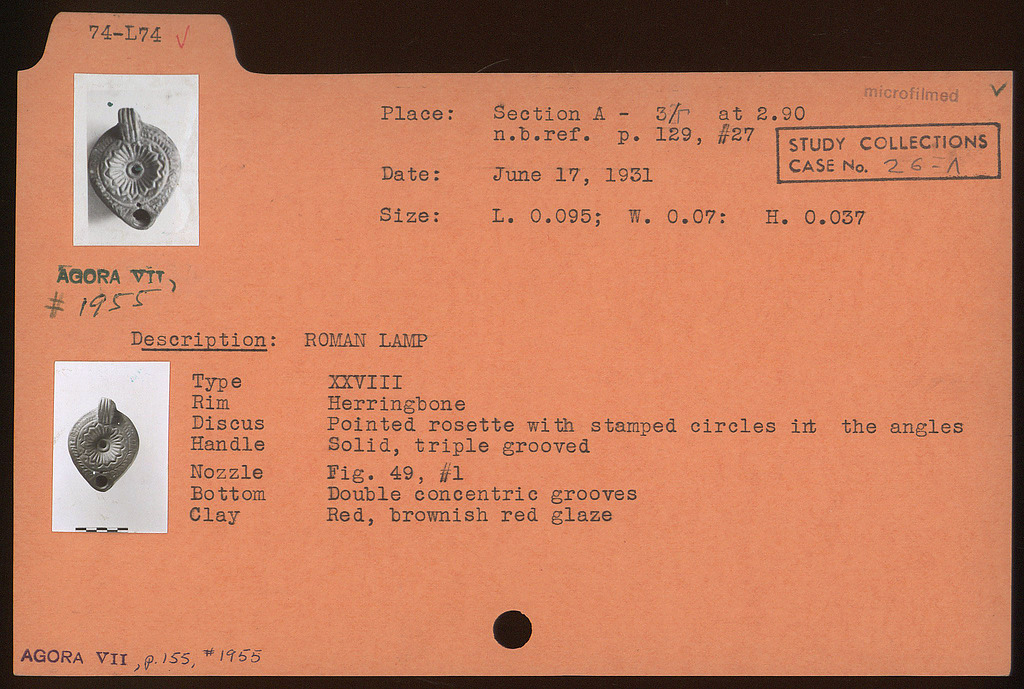 74-L74 ✓
microfilmed ✓
Place: Section A - at 2.90
n.b.ref. p. 129, #27
STUDY COLLECTIONS
CASE No. 26-A
Date: June 17, 1931
Size: L. 0.095; W. 0.07: H. 0.037
AGORA VII,
# 1955
Description: ROMAN LAMP
Type XXVIII
Rim Herringbone
Discus Pointed rosette with stamped circles in the angles
Handle Solid, triple grooved
Nozzle Fig. 49, #1
Bottom Double concentric grooves
Clay Red, brownish red glaze
AGORA VII, p.155, #1955